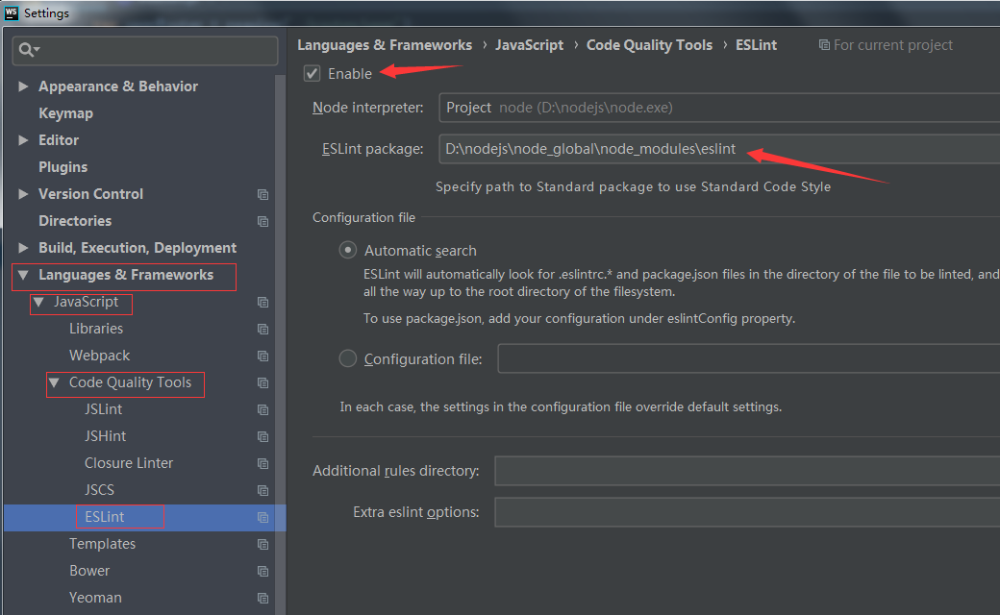 WS Settings
Appearance & Behavior
Keymap
Editor
Plugins
Version Control
Directories
Build, Execution, Deployment
Languages & Frameworks
JavaScript
Libraries
Webpack
Code Quality Tools
JSLint
JSHint
Closure Linter
JSCS
ESLint
Templates
Bower
Yeoman
Languages & Frameworks › JavaScript › Code Quality Tools › ESLint For current project
Enable
Node interpreter: Project node (D:\nodejs\node.exe)
ESLint package: D:\nodejs\node_global\node_modules\eslint
Specify path to Standard package to use Standard Code Style
Configuration file
Automatic search
ESLint will automatically look for .eslintrc.* and package.json files in the directory of the file to be linted, and
all the way up to the root directory of the filesystem.
To use package.json, add your configuration under eslintConfig property.
Configuration file:
In each case, the settings in the configuration file override default settings.
Additional rules directory:
Extra eslint options: